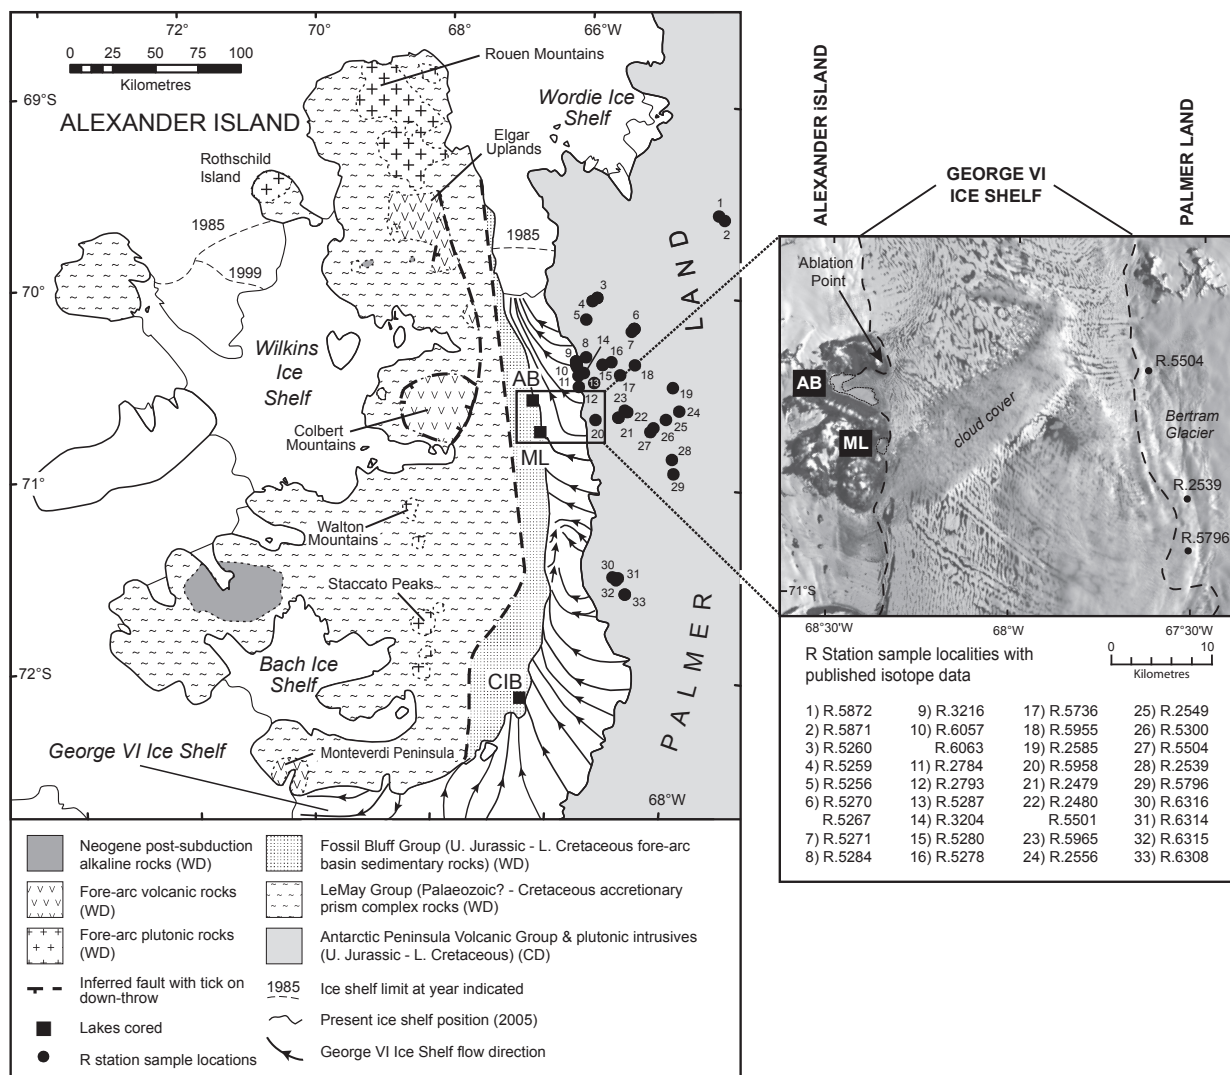 72°
70°
68°
66°W
0 25 50 75 100
Kilometres
69°S
70°
71°
72°S
68°W
ALEXANDER ISLAND
Rouen Mountains
Wordie Ice
Shelf
Elgar
Uplands
Rothschild
Island
1985
1999
1985
Wilkins
Ice
Shelf
Colbert
Mountains
Walton
Mountains
Staccato Peaks
Bach Ice
Shelf
George VI Ice Shelf
Monteverdi Peninsula
AB
ML
CIB
PALMER LAND
1
2
3
4
5
6
7
8
9
10
11
12
13
14
15
16
17
18
19
20
21
22
23
24
25
26
27
28
29
30
31
32
33
Neogene post-subduction
alkaline rocks (WD)
Fore-arc volcanic rocks
(WD)
Fore-arc plutonic rocks
(WD)
Inferred fault with tick on
down-throw
Lakes cored
R station sample locations
Fossil Bluff Group (U. Jurassic - L. Cretaceous fore-arc
basin sedimentary rocks) (WD)
LeMay Group (Palaeozoic? - Cretaceous accretionary
prism complex rocks (WD)
Antarctic Peninsula Volcanic Group & plutonic intrusives
(U. Jurassic - L. Cretaceous) (CD)
1985 Ice shelf limit at year indicated
Present ice shelf position (2005)
George VI Ice Shelf flow direction
ALEXANDER iSLAND
GEORGE VI
ICE SHELF
PALMER LAND
Ablation
Point
AB
ML
cloud cover
R.5504
Bertram
Glacier
R.2539
R.5796
71°S
68°30'W
68°W
67°30'W
R Station sample localities with
published isotope data
0 10
Kilometres
1) R.5872
2) R.5871
3) R.5260
4) R.5259
5) R.5256
6) R.5270
R.5267
7) R.5271
8) R.5284
9) R.3216
10) R.6057
R.6063
11) R.2784
12) R.2793
13) R.5287
14) R.3204
15) R.5280
16) R.5278
17) R.5736
18) R.5955
19) R.2585
20) R.5958
21) R.2479
22) R.2480
R.5501
23) R.5965
24) R.2556
25) R.2549
26) R.5300
27) R.5504
28) R.2539
29) R.5796
30) R.6316
31) R.6314
32) R.6315
33) R.6308